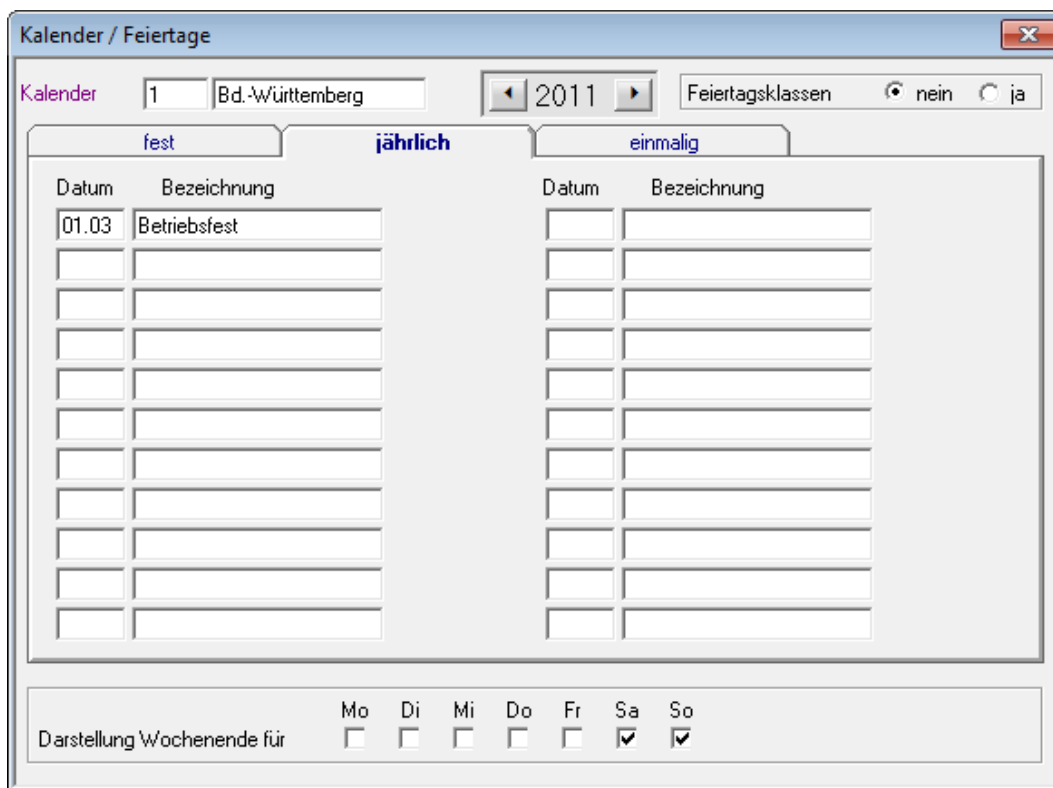 Kalender / Feiertage
Kalender 1 Bd.-Württemberg 2011 Feiertagsklassen nein ja
fest jährlich einmalig
Datum Bezeichnung Datum Bezeichnung
01.03 Betriebsfest
Mo Di Mi Do Fr Sa So
Darstellung Wochenende für